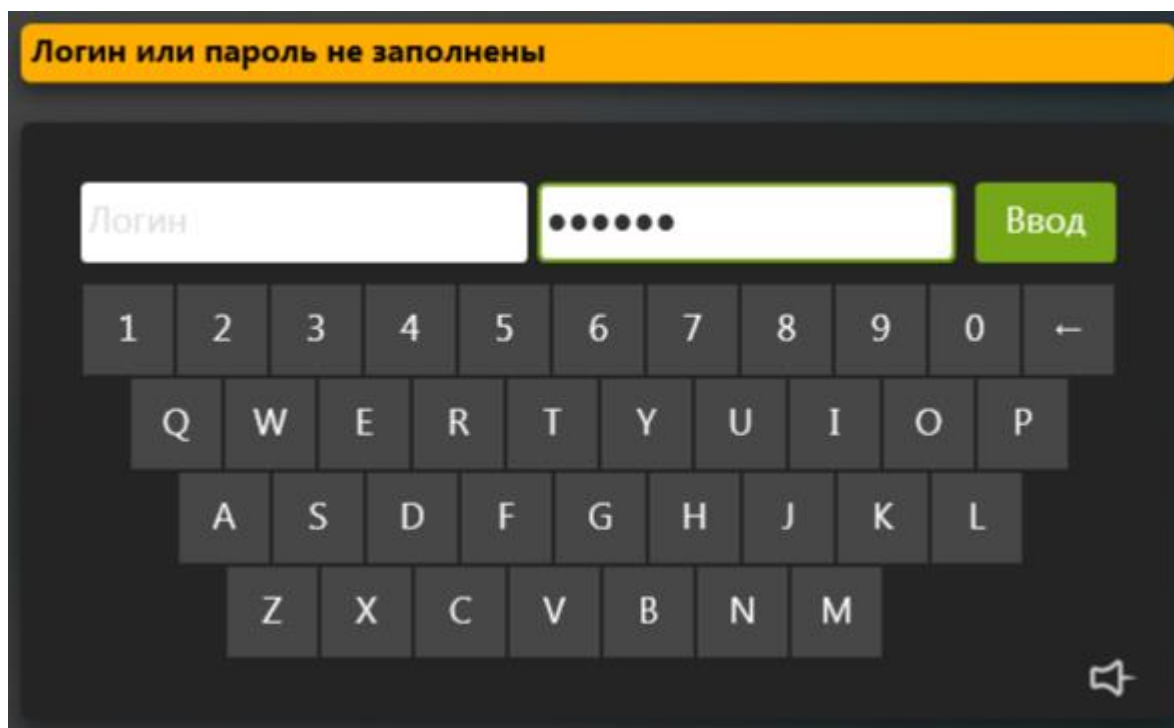 Логин или пароль не заполнены
Логин ●●●●●● Ввод
1 2 3 4 5 6 7 8 9 0 ←
Q W E R T Y U I O P
A S D F G H J K L
Z X C V B N M